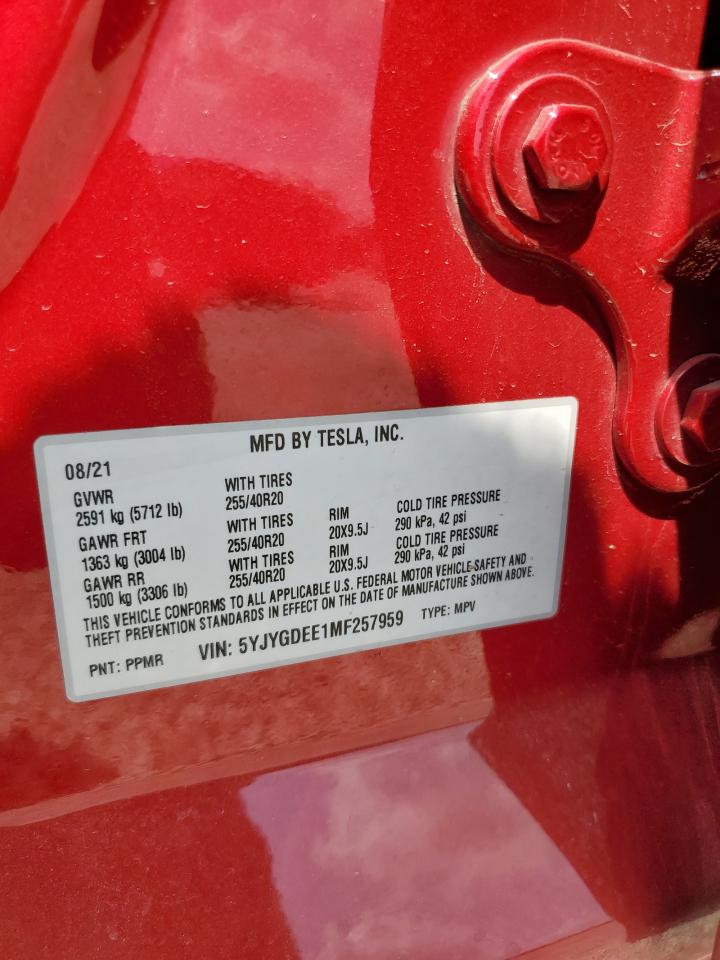 MFD BY TESLA, INC.
08/21
GVWR WITH TIRES
2591 kg (5712 lb) 255/40R20
GAWR FRT WITH TIRES RIM COLD TIRE PRESSURE
1363 kg (3004 lb) 255/40R20 20X9.5J 290 kPa, 42 psi
GAWR RR WITH TIRES RIM COLD TIRE PRESSURE
1500 kg (3306 lb) 255/40R20 20X9.5J 290 kPa, 42 psi
THIS VEHICLE CONFORMS TO ALL APPLICABLE U.S. FEDERAL MOTOR VEHICLE SAFETY AND
THEFT PREVENTION STANDARDS IN EFFECT ON THE DATE OF MANUFACTURE SHOWN ABOVE.
PNT: PPMR VIN: 5YJYGDEE1MF257959 TYPE: MPV